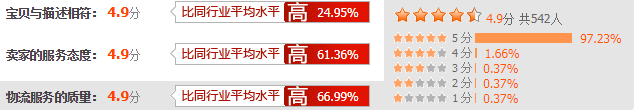 宝贝与描述相符： 4.9分 比同行业平均水平 高 24.95%
卖家的服务态度： 4.9分 比同行业平均水平 高 61.36%
物流服务的质量： 4.9分 比同行业平均水平 高 66.99%
4.9分 共542人
5 分 97.23%
4 分 1.66%
3 分 0.37%
2 分 0.37%
1 分 0.37%